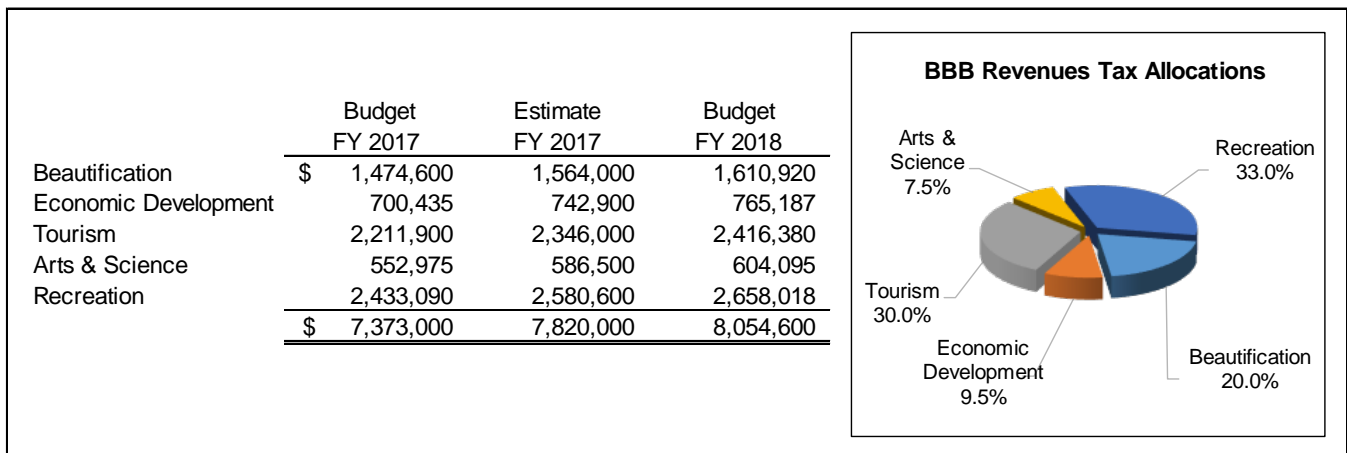 Budget Estimate Budget
FY 2017 FY 2017 FY 2018
Beautification $ 1,474,600 1,564,000 1,610,920
Economic Development 700,435 742,900 765,187
Tourism 2,211,900 2,346,000 2,416,380
Arts & Science 552,975 586,500 604,095
Recreation 2,433,090 2,580,600 2,658,018
$ 7,373,000 7,820,000 8,054,600
BBB Revenues Tax Allocations
Arts &
Science
7.5%
Recreation
33.0%
Tourism
30.0%
Economic
Development
9.5%
Beautification
20.0%